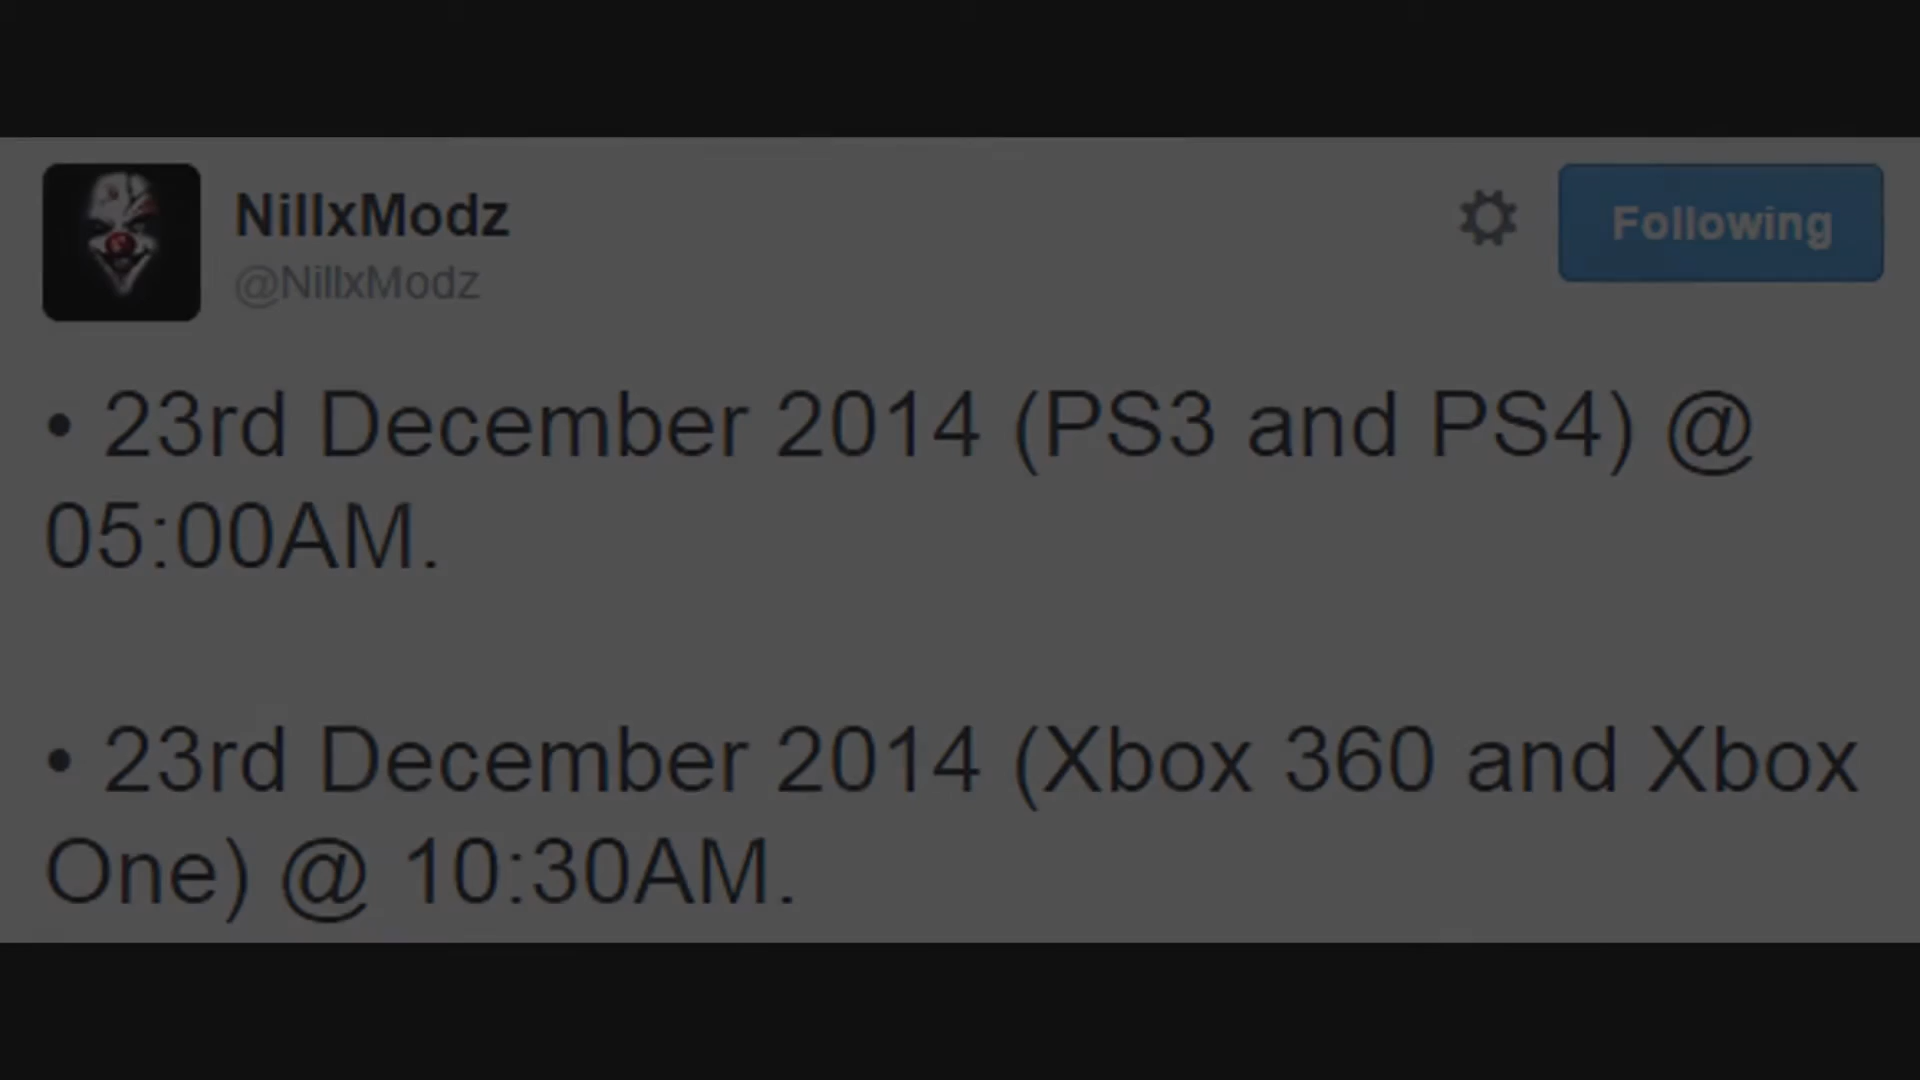 NillxModz
@NillxModz
Following
• 23rd December 2014 (PS3 and PS4) @
05:00AM.
• 23rd December 2014 (Xbox 360 and Xbox
One) @ 10:30AM.